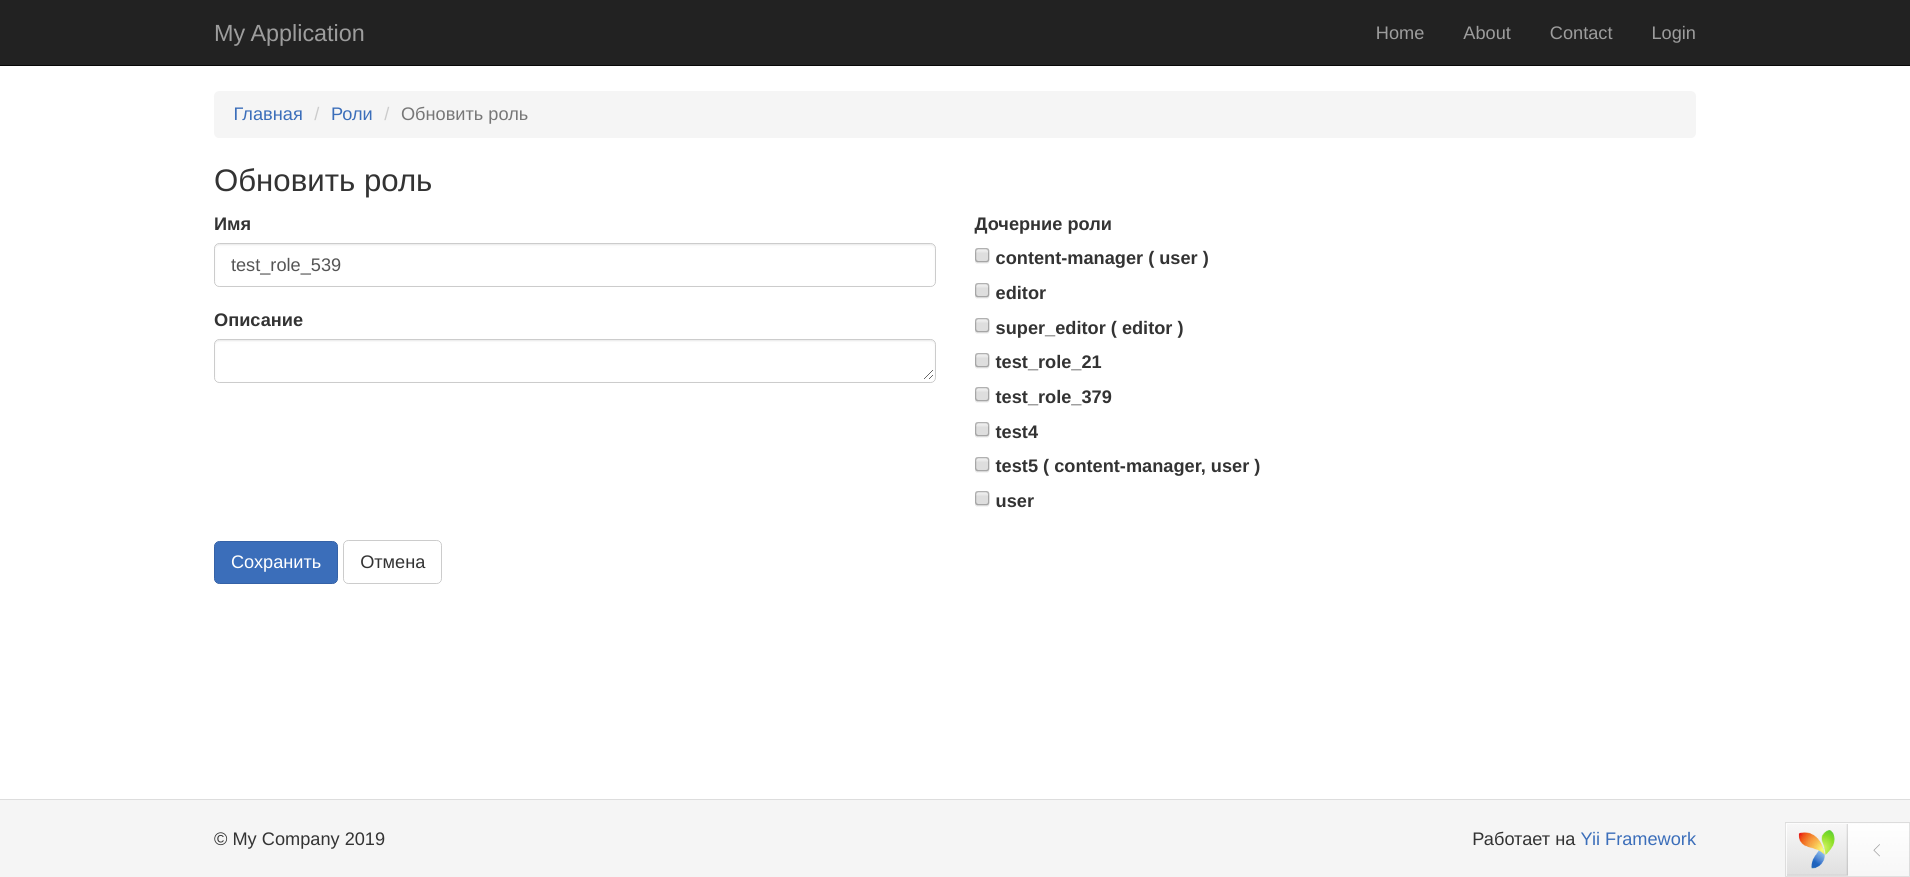 My Application
Home About Contact Login
Главная / Роли / Обновить роль
Обновить роль
Имя
test_role_539
Описание
Дочерние роли
content-manager ( user )
editor
super_editor ( editor )
test_role_21
test_role_379
test4
test5 ( content-manager, user )
user
Сохранить Отмена
© My Company 2019
Работает на Yii Framework